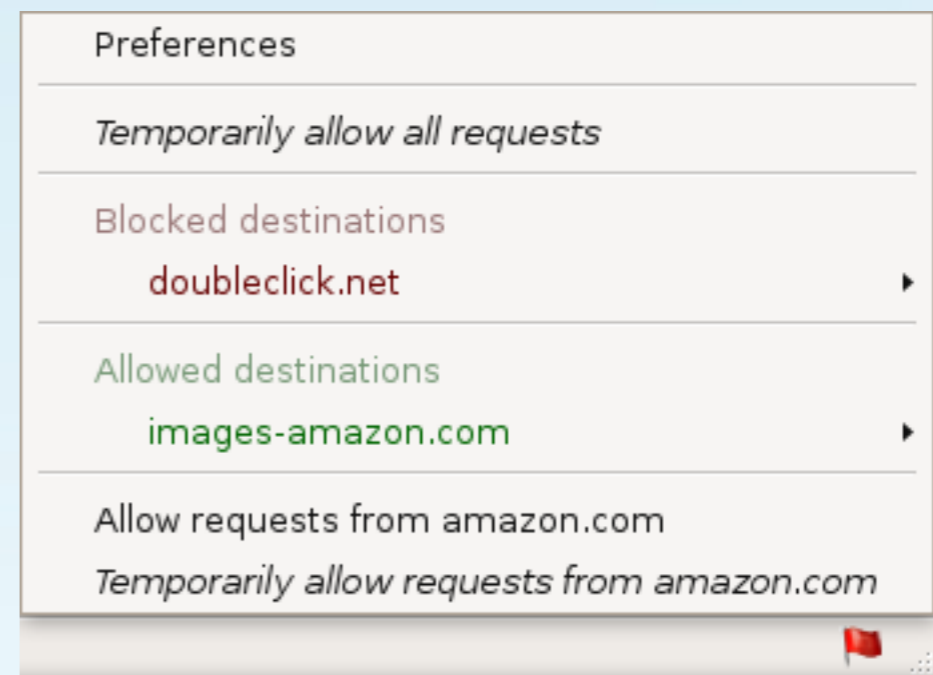 Preferences
Temporarily allow all requests
Blocked destinations
doubleclick.net
Allowed destinations
images-amazon.com
Allow requests from amazon.com
Temporarily allow requests from amazon.com